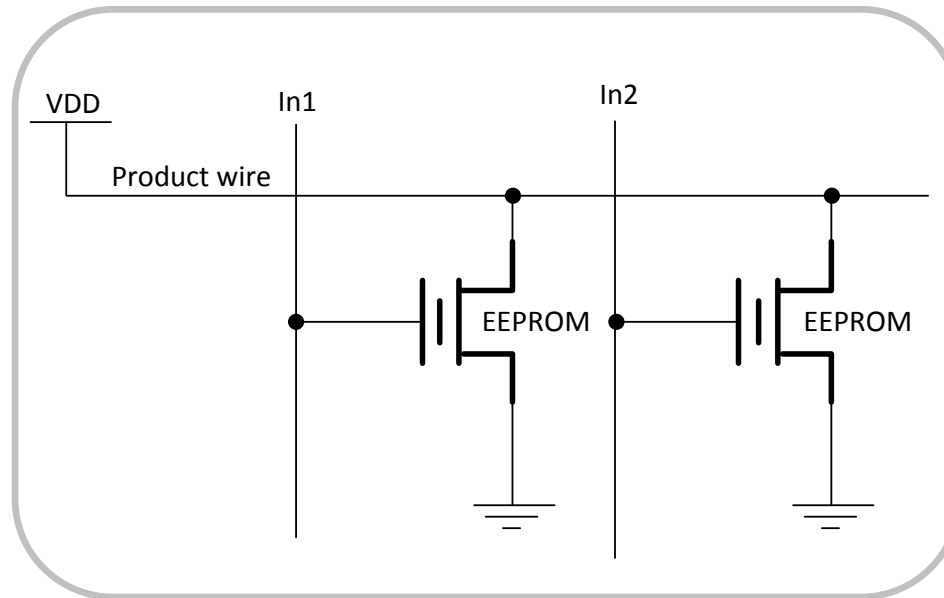 VDD
In1
In2
Product wire
EEPROM
EEPROM